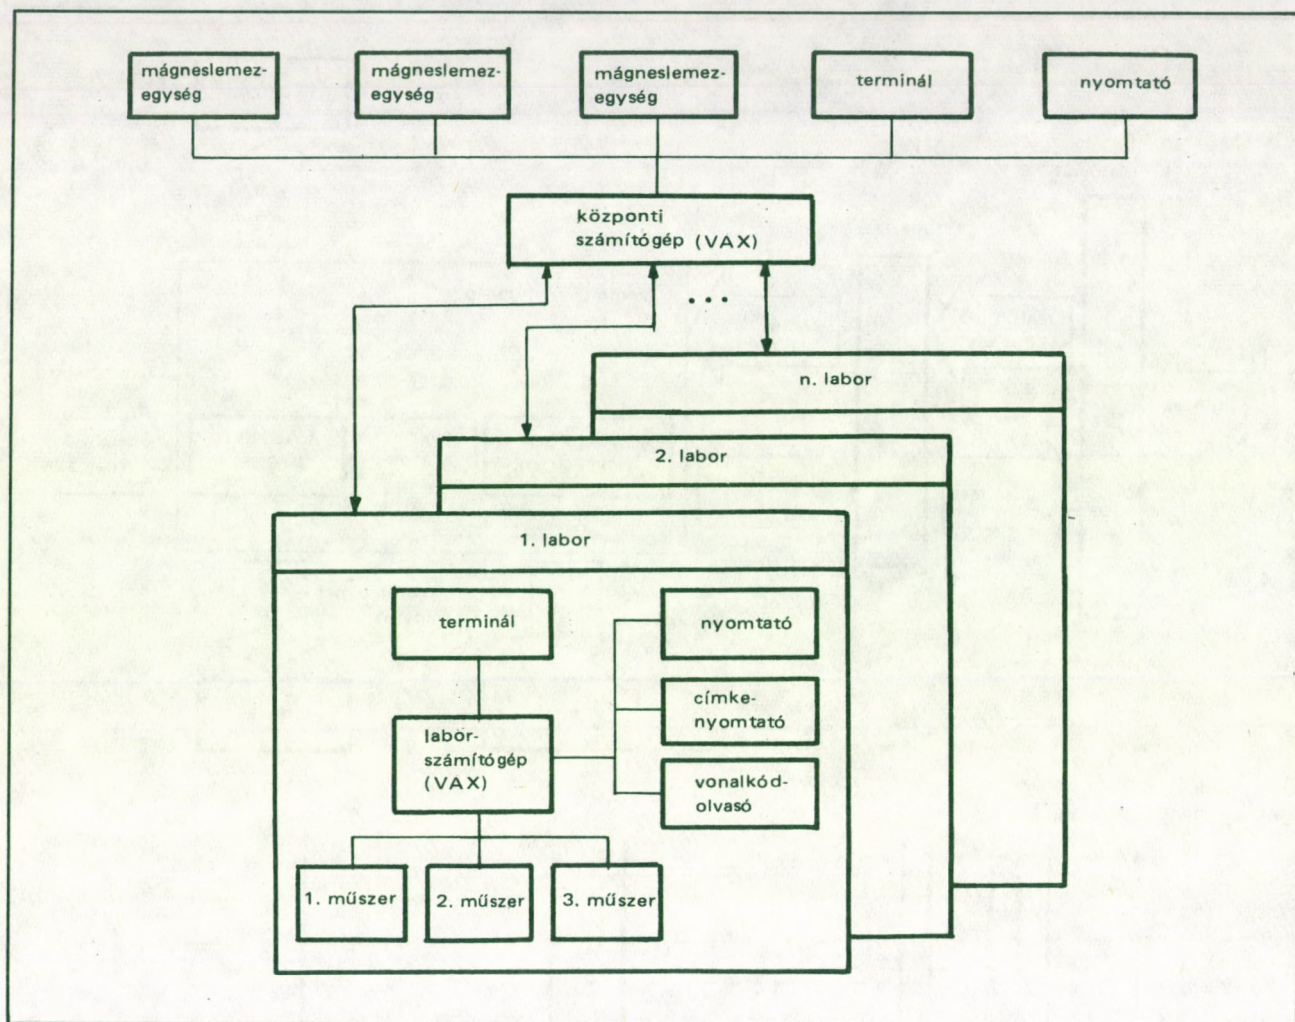 mágneslemez-
egység
mágneslemez-
egység
mágneslemez-
egység
terminál
nyomtató
központi
számítógép (VAX)
...
n. labor
2. labor
1. labor
terminál
nyomtató
címke-
nyomtató
labor-
számítógép
(VAX)
vonalkód-
olvasó
1. műszer
2. műszer
3. műszer